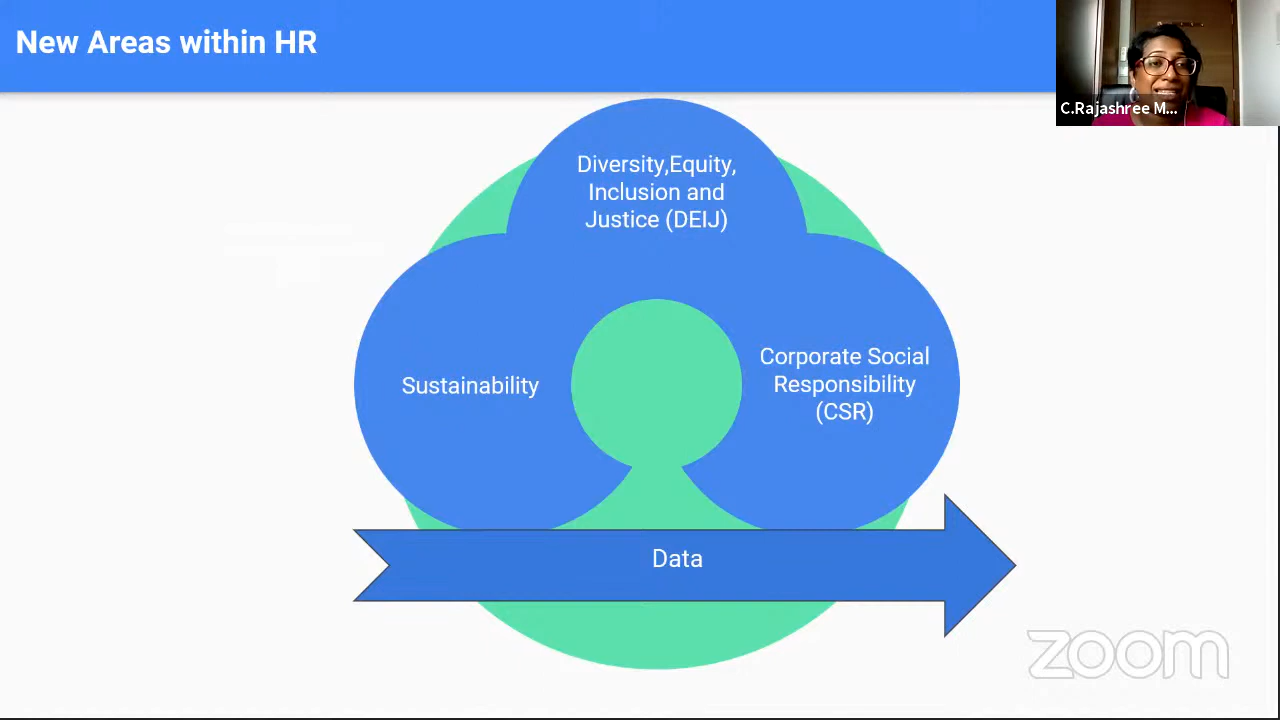 New Areas within HR
C.Rajashree M...
Diversity,Equity,
Inclusion and
Justice (DEIJ)
Sustainability
Corporate Social
Responsibility
(CSR)
Data
zoom